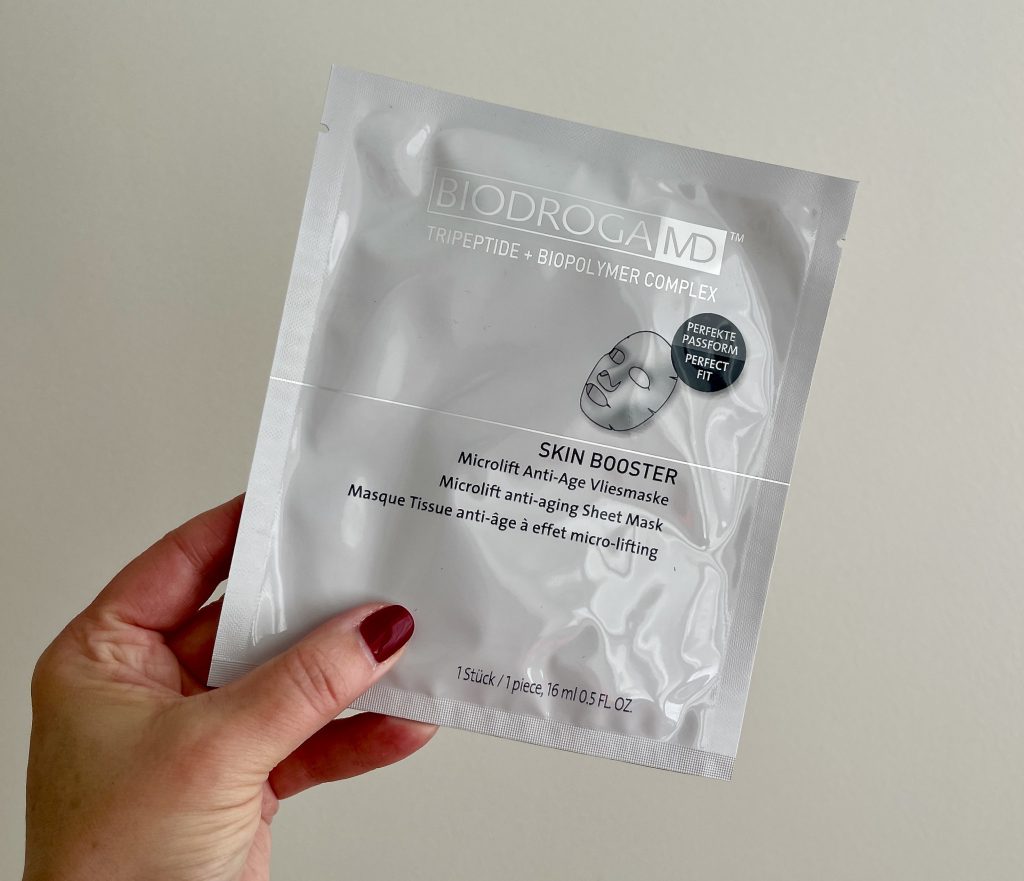 BIODROGA MD™
TRIPEPTIDE + BIOPOLYMER COMPLEX
PERFEKTE
PASSFORM
PERFECT
FIT
SKIN BOOSTER
Microlift Anti-Age Vliesmaske
Microlift anti-aging Sheet Mask
Masque Tissue anti-âge à effet micro-lifting
1 Stück / 1 piece, 16 ml 0.5 FL. OZ.